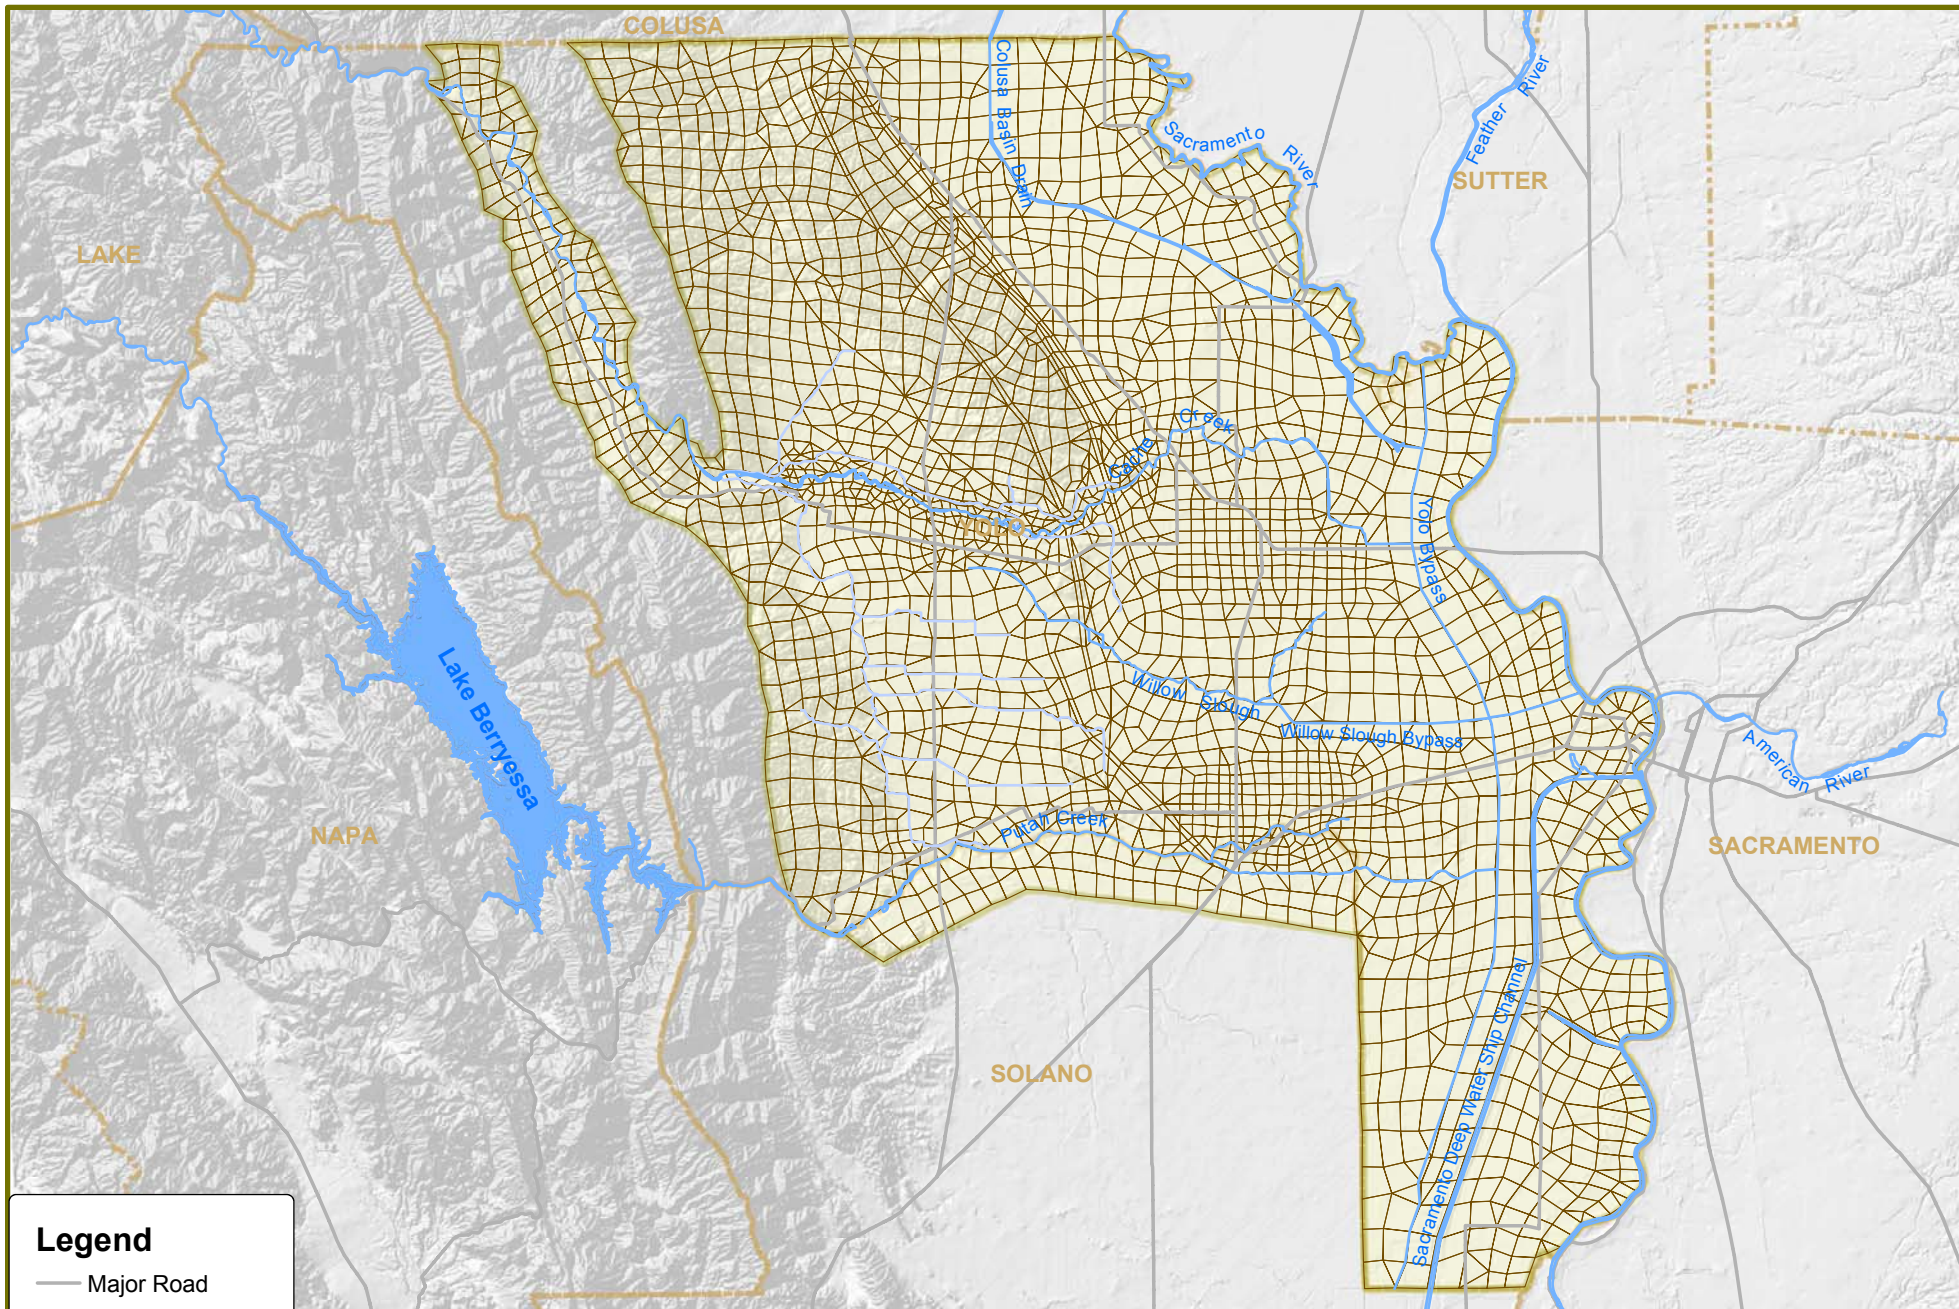 COLUSA
Colusa Basin Drain
Sacramento River
Feather River
SUTTER
LAKE
Cache Creek
YOLO
Yolo Bypass
Lake Berryessa
Willow Slough
Willow Slough Bypass
American River
NAPA
Putah Creek
SACRAMENTO
Sacramento Deep Water Ship Channel
SOLANO
Legend
Major Road